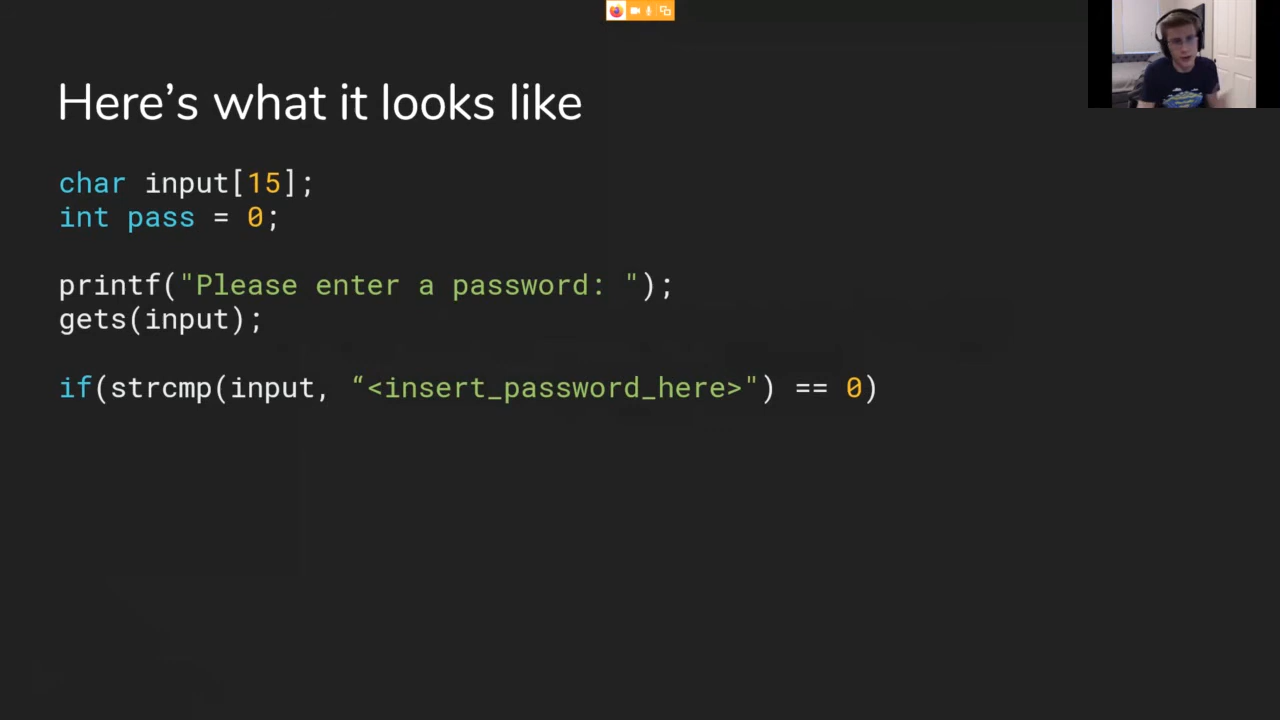 Here’s what it looks like
char input[15];
int pass = 0;
printf("Please enter a password: ");
gets(input);
if(strcmp(input, “<insert_password_here>") == 0)